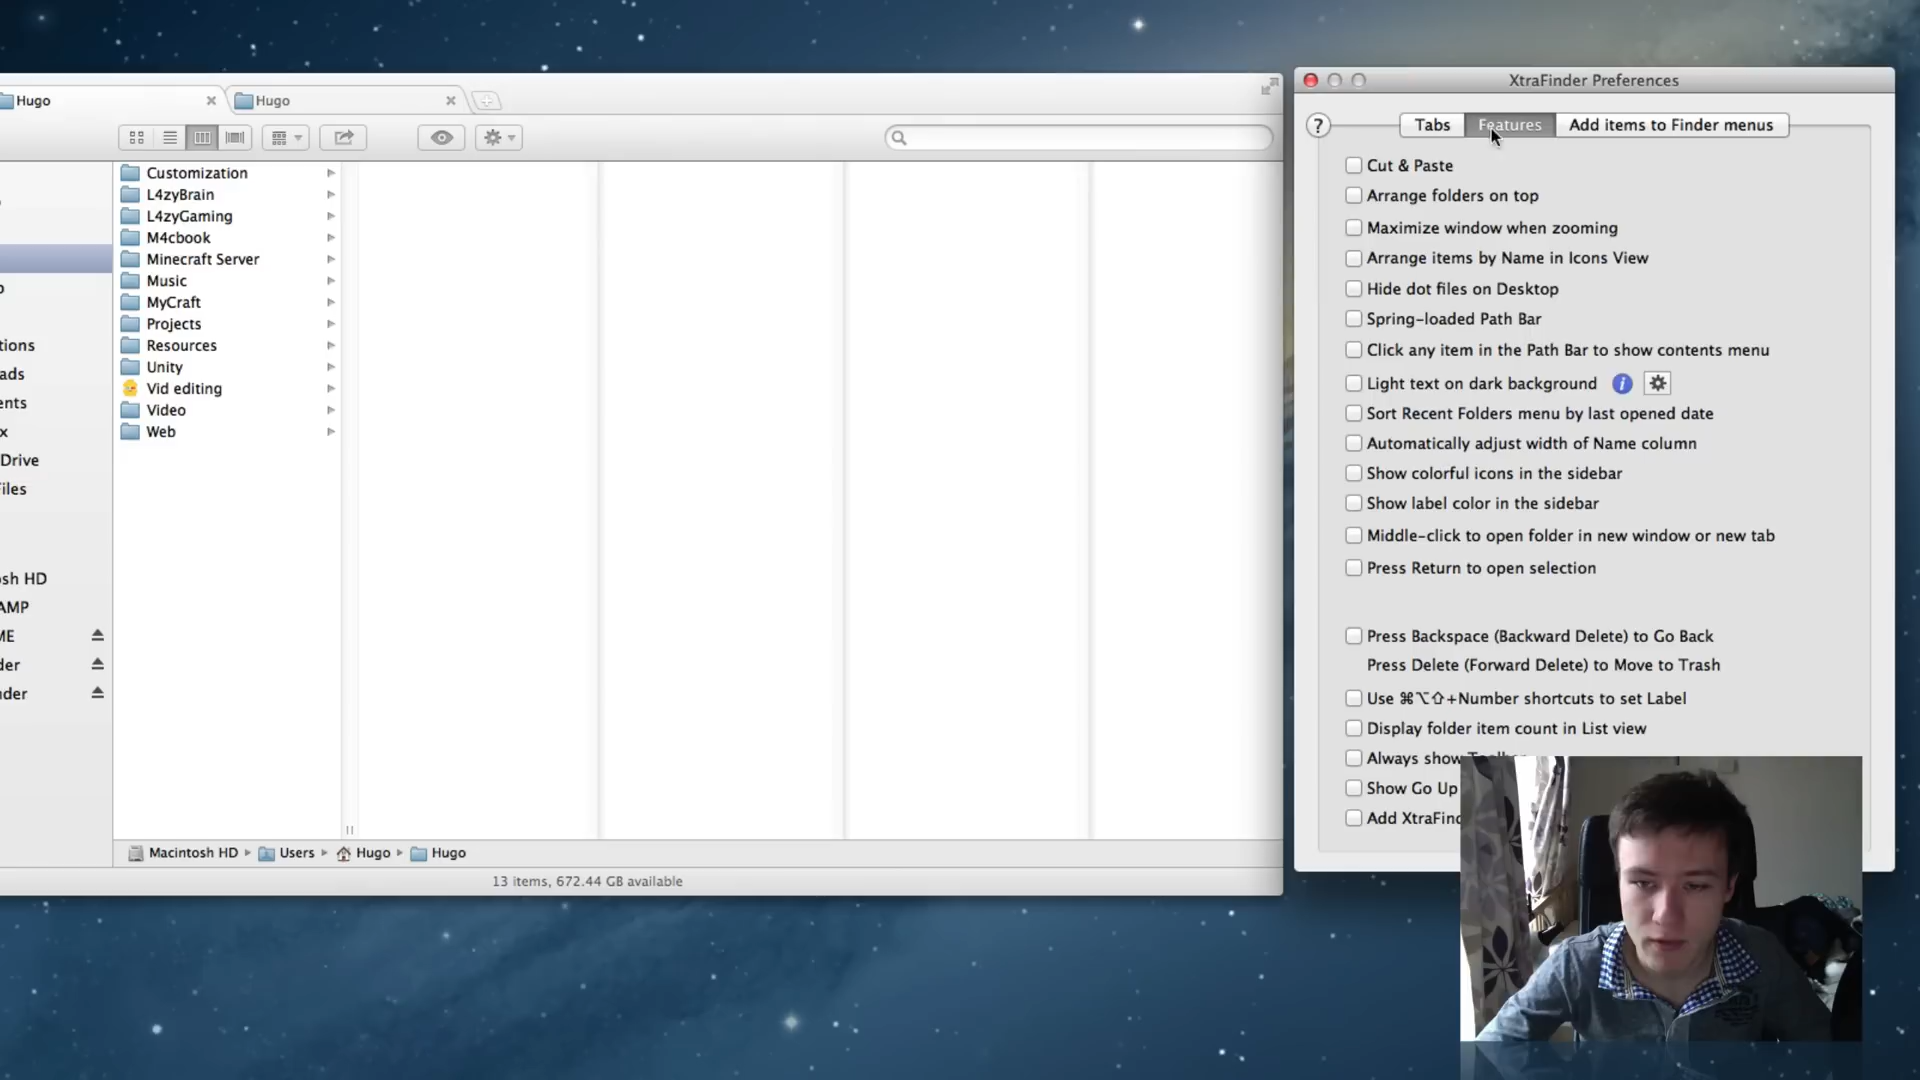 Hugo
Hugo
Customization
L4zyBrain
L4zyGaming
M4cbook
Minecraft Server
Music
MyCraft
Projects
Resources
Unity
Vid editing
Video
Web
tions
ads
ents
x
Drive
Files
sh HD
AMP
ME
der
nder
Macintosh HD
Users
Hugo
Hugo
13 items, 672.44 GB available
XtraFinder Preferences
?
Tabs
Features
Add items to Finder menus
Cut & Paste
Arrange folders on top
Maximize window when zooming
Arrange items by Name in Icons View
Hide dot files on Desktop
Spring-loaded Path Bar
Click any item in the Path Bar to show contents menu
Light text on dark background
i
Sort Recent Folders menu by last opened date
Automatically adjust width of Name column
Show colorful icons in the sidebar
Show label color in the sidebar
Middle-click to open folder in new window or new tab
Press Return to open selection
Press Backspace (Backward Delete) to Go Back
Press Delete (Forward Delete) to Move to Trash
Use ⌘⌥⇧+Number shortcuts to set Label
Display folder item count in List view
Always show
Show Go Up
Add XtraFin